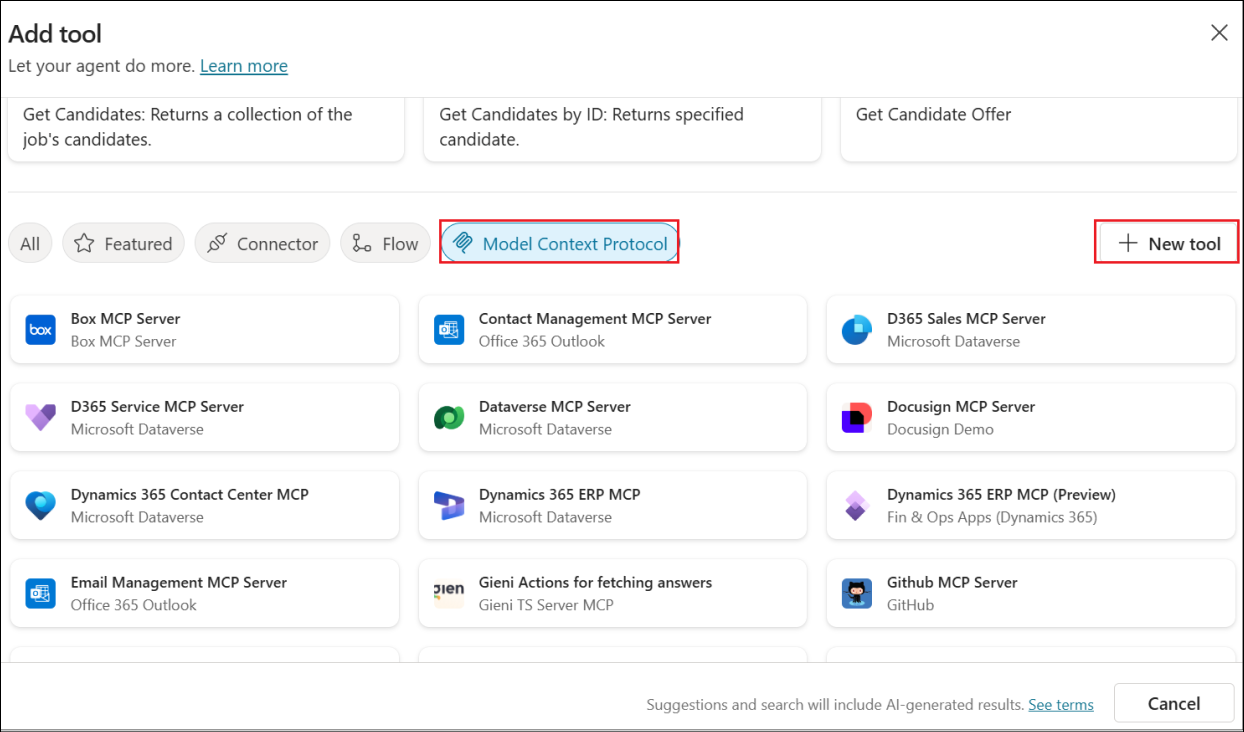 Add tool
Let your agent do more. Learn more
Get Candidates: Returns a collection of the
job's candidates.
Get Candidates by ID: Returns specified
candidate.
Get Candidate Offer
All
Featured
Connector
Flow
Model Context Protocol
New tool
box
Box MCP Server
Box MCP Server
Contact Management MCP Server
Office 365 Outlook
D365 Sales MCP Server
Microsoft Dataverse
D365 Service MCP Server
Microsoft Dataverse
Dataverse MCP Server
Microsoft Dataverse
Docusign MCP Server
Docusign Demo
Dynamics 365 Contact Center MCP
Microsoft Dataverse
Dynamics 365 ERP MCP
Microsoft Dataverse
Dynamics 365 ERP MCP (Preview)
Fin & Ops Apps (Dynamics 365)
Email Management MCP Server
Office 365 Outlook
gien
Gieni Actions for fetching answers
Gieni TS Server MCP
Github MCP Server
GitHub
Suggestions and search will include AI-generated results. See terms
Cancel